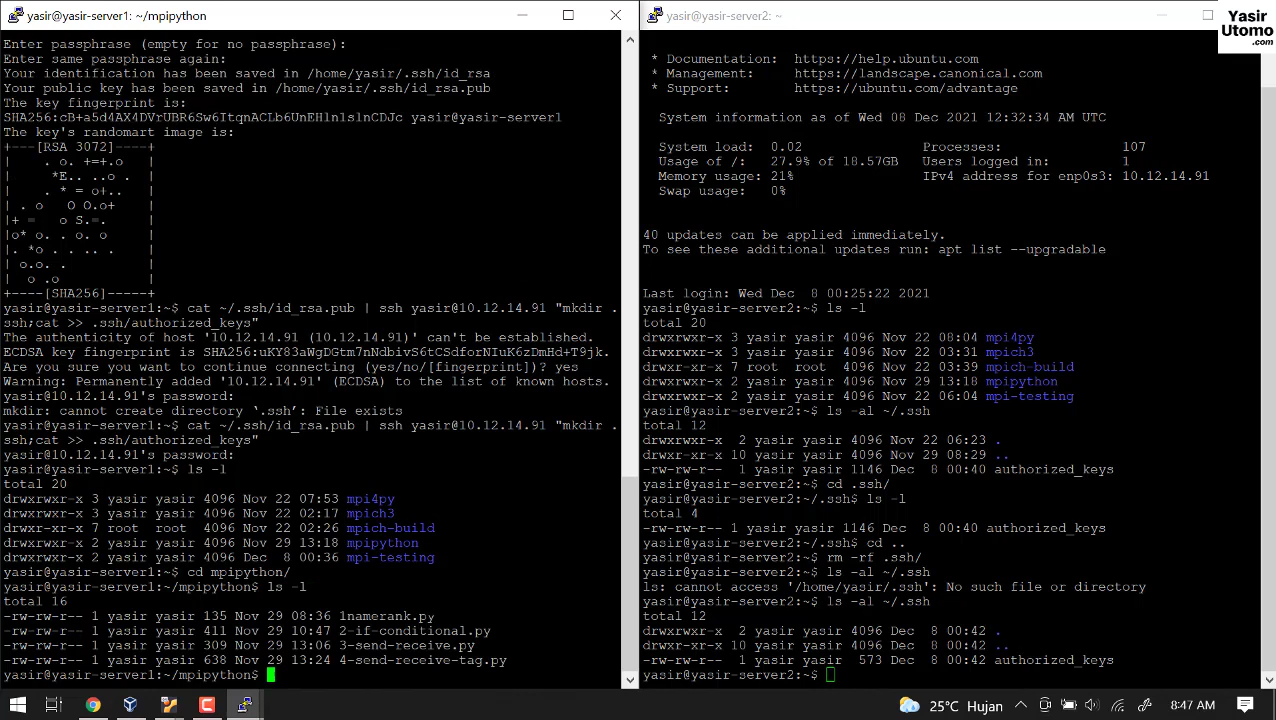 yasir@yasir-server1: ~/mpipython
Enter passphrase (empty for no passphrase):
Enter same passphrase again:
Your identification has been saved in /home/yasir/.ssh/id_rsa
Your public key has been saved in /home/yasir/.ssh/id_rsa.pub
The key fingerprint is:
SHA256:cB+a5d4AX4DVrUBR6Sw6ItqnACLb6UnEHln1slnCDJc yasir@yasir-server1
The key's randomart image is:
+---[RSA 3072]----+
|     . o. +=+.o    |
|      *E.. ..o .   |
|     . * = o+..    |
|  . o   O O.o+     |
|+ =    o S.=.      |
|o* o. . o. o       |
|. *o . . .. .      |
| o.o. .            |
|  o .o             |
+----[SHA256]-----+
yasir@yasir-server1:~$ cat ~/.ssh/id_rsa.pub | ssh yasir@10.12.14.91 "mkdir .
ssh;cat >> .ssh/authorized_keys"
The authenticity of host '10.12.14.91 (10.12.14.91)' can't be established.
ECDSA key fingerprint is SHA256:uKY83aWgDGtm7nNdbivS6tCSdforNIuK6zDmHd+T9jk.
Are you sure you want to continue connecting (yes/no/[fingerprint])? yes
Warning: Permanently added '10.12.14.91' (ECDSA) to the list of known hosts.
yasir@10.12.14.91's password:
mkdir: cannot create directory ‘.ssh’: File exists
yasir@yasir-server1:~$ cat ~/.ssh/id_rsa.pub | ssh yasir@10.12.14.91 "mkdir .
ssh;cat >> .ssh/authorized_keys"
yasir@10.12.14.91's password:
yasir@yasir-server1:~$ ls -l
total 20
drwxrwxr-x 3 yasir yasir 4096 Nov 22 07:53 mpi4py
drwxrwxr-x 3 yasir yasir 4096 Nov 22 02:17 mpich3
drwxr-xr-x 7 root  root  4096 Nov 22 02:26 mpich-build
drwxrwxr-x 2 yasir yasir 4096 Nov 29 13:18 mpipython
drwxrwxr-x 2 yasir yasir 4096 Dec  8 00:36 mpi-testing
yasir@yasir-server1:~$ cd mpipython/
yasir@yasir-server1:~/mpipython$ ls -l
total 16
-rw-rw-r-- 1 yasir yasir 135 Nov 29 08:36 1namerank.py
-rw-rw-r-- 1 yasir yasir 411 Nov 29 10:47 2-if-conditional.py
-rw-rw-r-- 1 yasir yasir 309 Nov 29 13:06 3-send-receive.py
-rw-rw-r-- 1 yasir yasir 638 Nov 29 13:24 4-send-receive-tag.py
yasir@yasir-server1:~/mpipython$
yasir@yasir-server2: ~
Yasir
Utomo
.com
* Documentation:  https://help.ubuntu.com
* Management:     https://landscape.canonical.com
* Support:        https://ubuntu.com/advantage
System information as of Wed 08 Dec 2021 12:32:34 AM UTC
System load:  0.02               Processes:               107
Usage of /:   27.9% of 18.57GB   Users logged in:         1
Memory usage: 21%                IPv4 address for enp0s3: 10.12.14.91
Swap usage:   0%
40 updates can be applied immediately.
To see these additional updates run: apt list --upgradable
Last login: Wed Dec  8 00:25:22 2021
yasir@yasir-server2:~$ ls -l
total 20
drwxrwxr-x 3 yasir yasir 4096 Nov 22 08:04 mpi4py
drwxrwxr-x 3 yasir yasir 4096 Nov 22 03:31 mpich3
drwxr-xr-x 7 root  root  4096 Nov 22 03:39 mpich-build
drwxrwxr-x 2 yasir yasir 4096 Nov 29 13:18 mpipython
drwxrwxr-x 2 yasir yasir 4096 Nov 22 06:04 mpi-testing
yasir@yasir-server2:~$ ls -al ~/.ssh
total 12
drwxrwxr-x  2 yasir yasir 4096 Nov 22 06:23 .
drwxr-xr-x 10 yasir yasir 4096 Nov 29 08:29 ..
-rw-rw-r--  1 yasir yasir 1146 Dec  8 00:40 authorized_keys
yasir@yasir-server2:~$ cd .ssh/
yasir@yasir-server2:~/.ssh$ ls -l
total 4
-rw-rw-r-- 1 yasir yasir 1146 Dec  8 00:40 authorized_keys
yasir@yasir-server2:~/.ssh$ cd ..
yasir@yasir-server2:~$ rm -rf .ssh/
yasir@yasir-server2:~$ ls -al ~/.ssh
ls: cannot access '/home/yasir/.ssh': No such file or directory
yasir@yasir-server2:~$ ls -al ~/.ssh
total 12
drwxrwxr-x  2 yasir yasir 4096 Dec  8 00:42 .
drwxr-xr-x 10 yasir yasir 4096 Dec  8 00:42 ..
-rw-rw-r--  1 yasir yasir  573 Dec  8 00:42 authorized_keys
yasir@yasir-server2:~$
25°C Hujan
8:47 AM